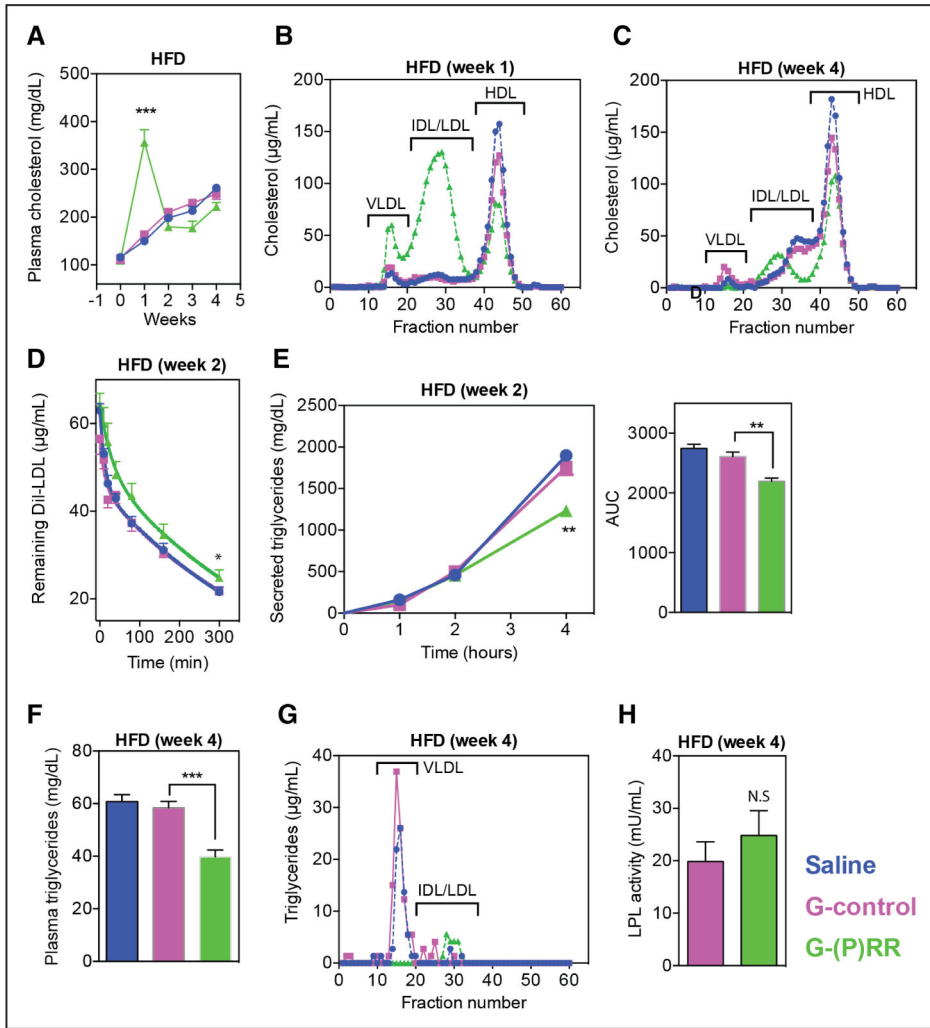 A
HFD
Plasma cholesterol (mg/dL)
500
400
300
200
100
***
-1 0 1 2 3 4 5
Weeks
B
HFD (week 1)
Cholesterol (µg/mL)
200
150
100
50
0
VLDL
IDL/LDL
HDL
0 10 20 30 40 50 60
Fraction number
C
HFD (week 4)
Cholesterol (µg/mL)
200
150
100
50
0
VLDL
IDL/LDL
HDL
0 10 20 30 40 50 60
D
Fraction number
D
HFD (week 2)
Remaining Dil-LDL (µg/mL)
60
40
20
*
0 100 200 300
Time (min)
E
HFD (week 2)
Secreted triglycerides (mg/dL)
2500
2000
1500
1000
500
0
**
0 1 2 3 4
Time (hours)
AUC
3000
2000
1000
0
**
F
HFD (week 4)
Plasma triglycerides (mg/dL)
80
60
40
20
0
***
G
HFD (week 4)
Triglycerides (µg/mL)
40
30
20
10
0
VLDL
IDL/LDL
0 10 20 30 40 50 60
Fraction number
H
HFD (week 4)
LPL activity (mU/mL)
40
30
20
10
0
N.S
Saline
G-control
G-(P)RR